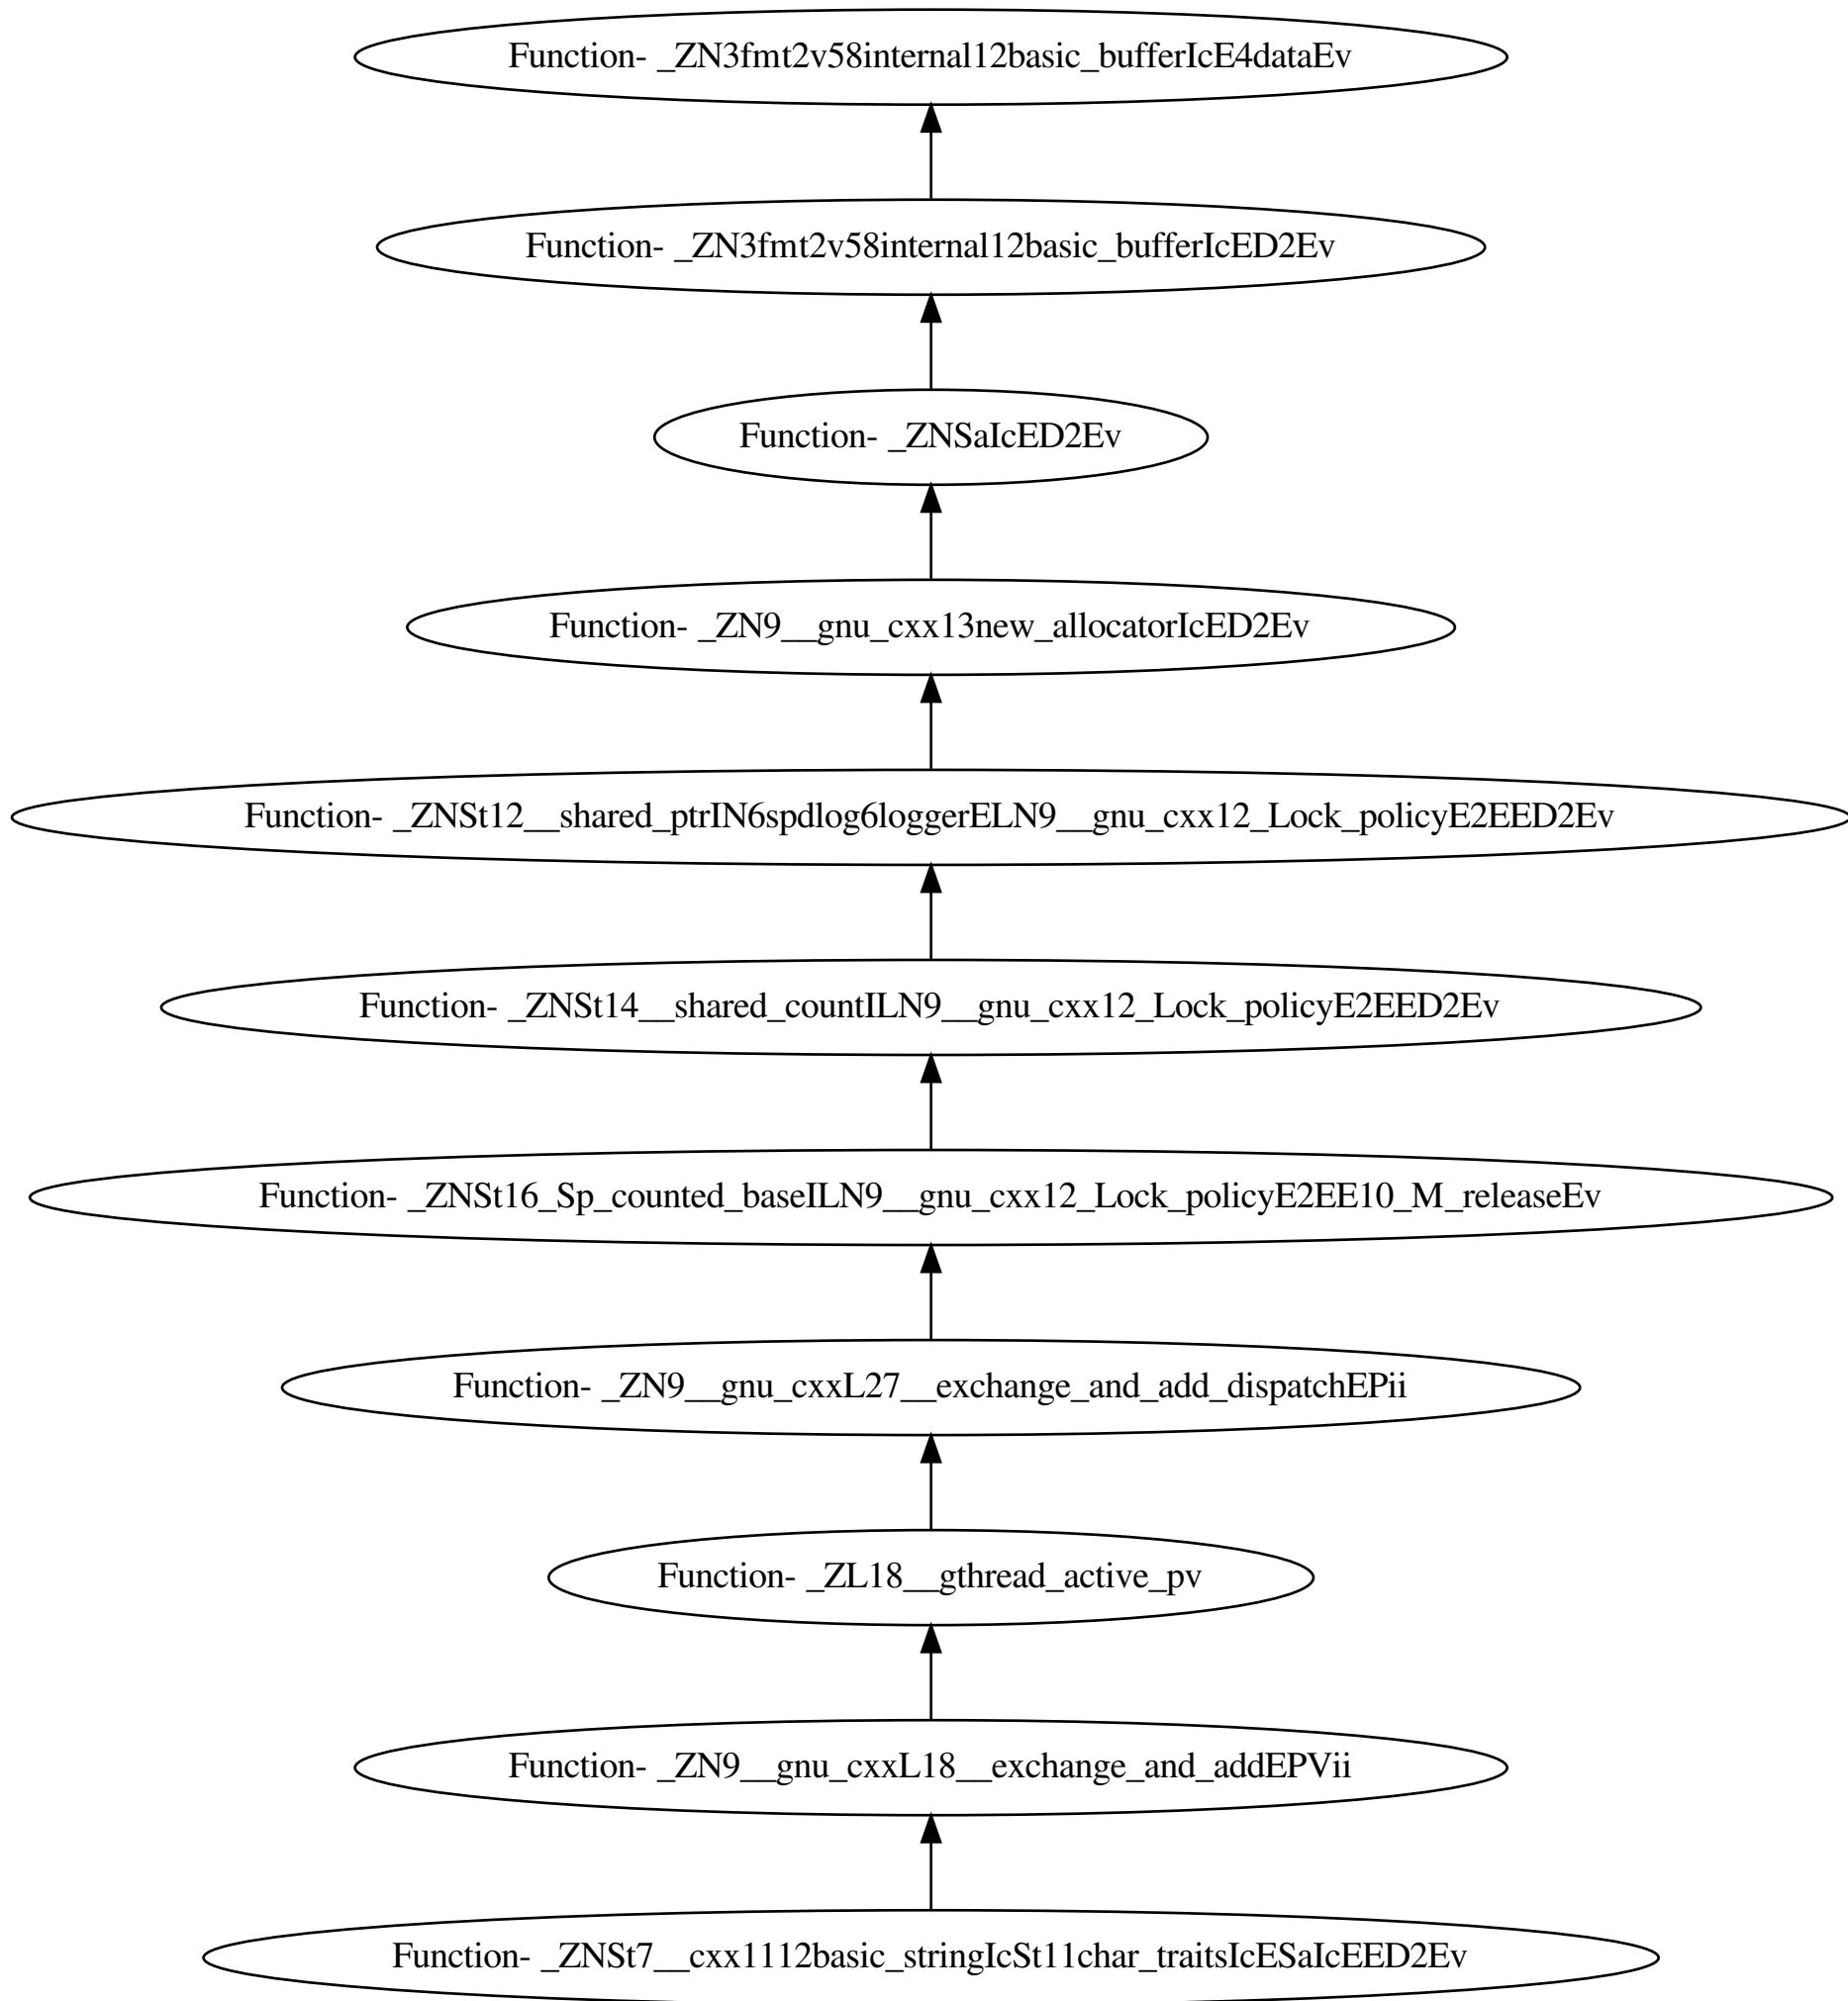 Function- _ZN3fmt2v58internal12basic_bufferIcE4dataEv
Function- _ZN3fmt2v58internal12basic_bufferIcED2Ev
Function- _ZNSaIcED2Ev
Function- _ZN9__gnu_cxx13new_allocatorIcED2Ev
Function- _ZNSt12__shared_ptrIN6spdlog6loggerELN9__gnu_cxx12_Lock_policyE2EED2Ev
Function- _ZNSt14__shared_countILN9__gnu_cxx12_Lock_policyE2EED2Ev
Function- _ZNSt16_Sp_counted_baseILN9__gnu_cxx12_Lock_policyE2EE10_M_releaseEv
Function- _ZN9__gnu_cxxL27__exchange_and_add_dispatchEPii
Function- _ZL18__gthread_active_pv
Function- _ZN9__gnu_cxxL18__exchange_and_addEPVii
Function- _ZNSt7__cxx1112basic_stringIcSt11char_traitsIcESaIcEED2Ev